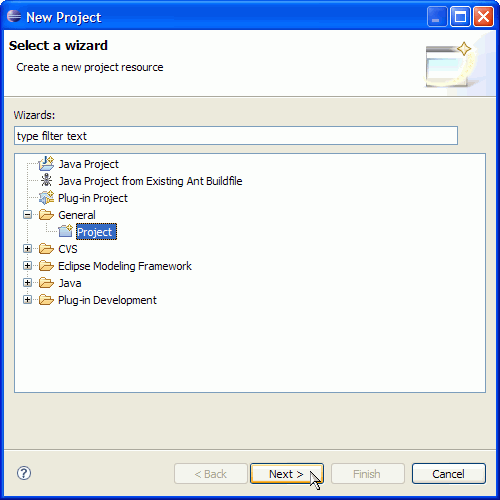 New Project
Select a wizard
Create a new project resource
Wizards:
type filter text
Java Project
Java Project from Existing Ant Buildfile
Plug-in Project
General
Project
CVS
Eclipse Modeling Framework
Java
Plug-in Development
? < Back Next > Finish Cancel